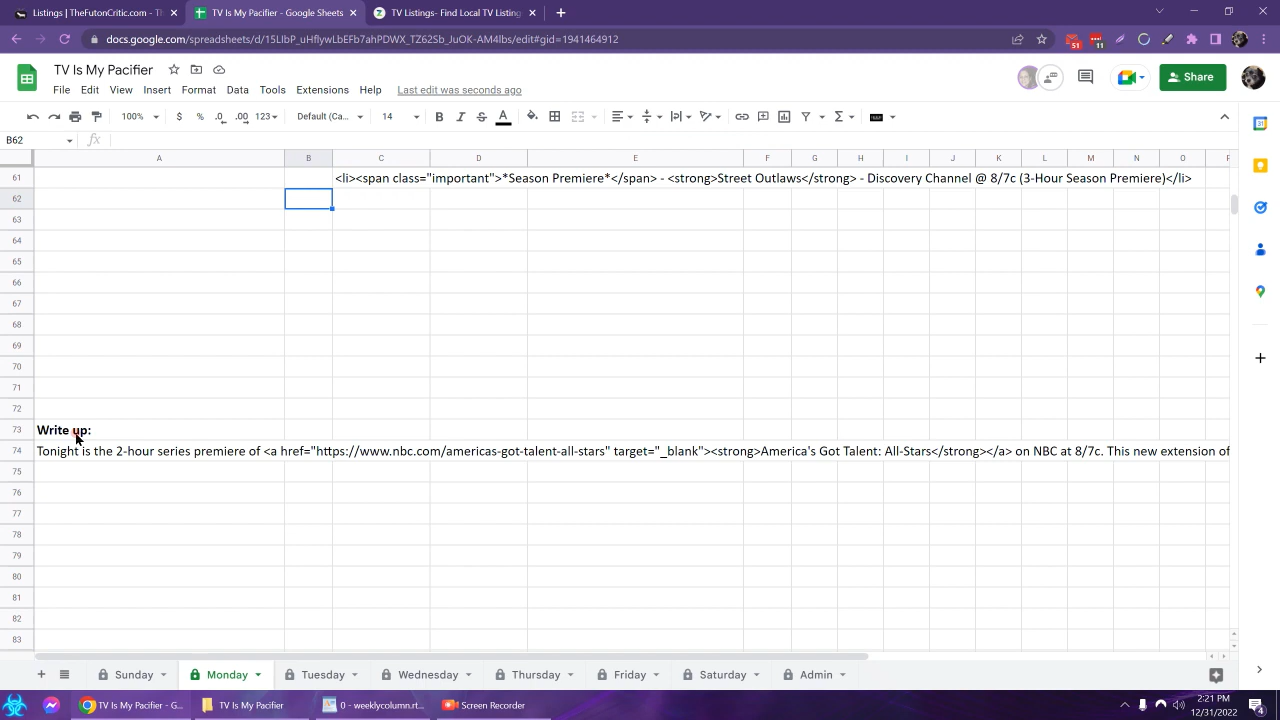 Listings | TheFutonCritic.com - Th
TV Is My Pacifier - Google Sheets
TV Listings- Find Local TV Listing
docs.google.com/spreadsheets/d/15LIbP_uHflywLbEFb7ahPDWX_TZ62Sb_JuOK-AM4lbs/edit#gid=1941464912
51
11
TV Is My Pacifier
File Edit View Insert Format Data Tools Extensions Help Last edit was seconds ago
Share
100% $ % .0 .00 123 Default (Ca... 14 B I S A
B62
fx
A B C D E F G H I J K L M N O
61 <li><span class="important">*Season Premiere*</span> - <strong>Street Outlaws</strong> - Discovery Channel @ 8/7c (3-Hour Season Premiere)</li>
62
63
64
65
66
67
68
69
70
71
72
73 Write up:
74 Tonight is the 2-hour series premiere of <a href="https://www.nbc.com/americas-got-talent-all-stars" target="_blank"><strong>America's Got Talent: All-Stars</strong></a> on NBC at 8/7c. This new extension of
75
76
77
78
79
80
81
82
83
Sunday Monday Tuesday Wednesday Thursday Friday Saturday Admin
TV Is My Pacifier - G...
TV Is My Pacifier
0 - weeklycolumn.rt...
Screen Recorder
2:21 PM
12/31/2022
4